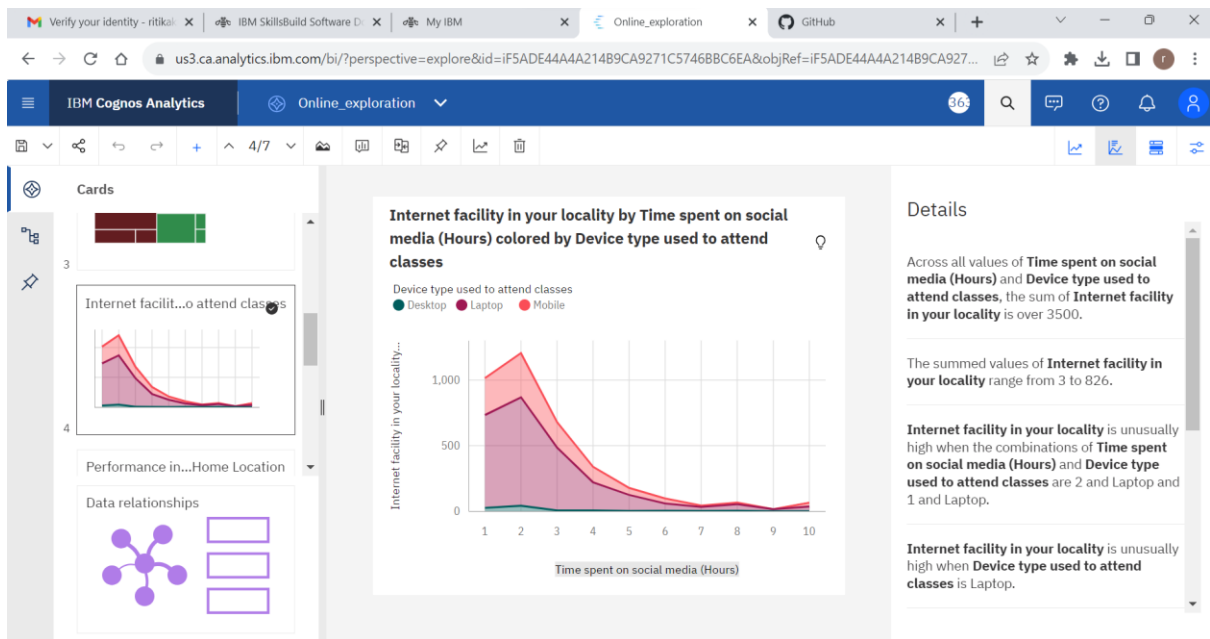 Verify your identity - ritikal
IBM SkillsBuild Software D
My IBM
Online_exploration
GitHub
us3.ca.analytics.ibm.com/bi/?perspective=explore&id=iF5ADE44A4A214B9CA9271C5746BBC6EA&objRef=iF5ADE44A4A214B9CA927...
r
IBM Cognos Analytics
Online_exploration
363
4/7
Cards
3
Internet facilit...o attend classes
4
Performance in...Home Location
Data relationships
Internet facility in your locality by Time spent on social
media (Hours) colored by Device type used to attend
classes
Device type used to attend classes
Desktop Laptop Mobile
Internet facility in your locality...
1,000
500
0
1 2 3 4 5 6 7 8 9 10
Time spent on social media (Hours)
Details
Across all values of Time spent on social
media (Hours) and Device type used to
attend classes, the sum of Internet facility
in your locality is over 3500.
The summed values of Internet facility in
your locality range from 3 to 826.
Internet facility in your locality is unusually
high when the combinations of Time spent
on social media (Hours) and Device type
used to attend classes are 2 and Laptop and
1 and Laptop.
Internet facility in your locality is unusually
high when Device type used to attend
classes is Laptop.